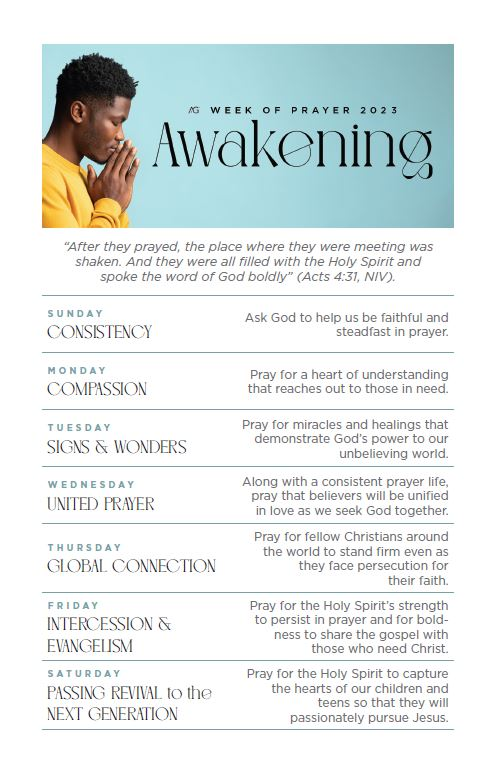 AG WEEK OF PRAYER 2023
Awakening
“After they prayed, the place where they were meeting was
shaken. And they were all filled with the Holy Spirit and
spoke the word of God boldly” (Acts 4:31, NIV).
SUNDAY
CONSISTENCY
Ask God to help us be faithful and
steadfast in prayer.
MONDAY
COMPASSION
Pray for a heart of understanding
that reaches out to those in need.
TUESDAY
SIGNS & WONDERS
Pray for miracles and healings that
demonstrate God’s power to our
unbelieving world.
WEDNESDAY
UNITED PRAYER
Along with a consistent prayer life,
pray that believers will be unified
in love as we seek God together.
THURSDAY
GLOBAL CONNECTION
Pray for fellow Christians around
the world to stand firm even as
they face persecution for
their faith.
FRIDAY
INTERCESSION &
EVANGELISM
Pray for the Holy Spirit’s strength
to persist in prayer and for bold-
ness to share the gospel with
those who need Christ.
SATURDAY
PASSING REVIVAL to the
NEXT GENERATION
Pray for the Holy Spirit to capture
the hearts of our children and
teens so that they will
passionately pursue Jesus.